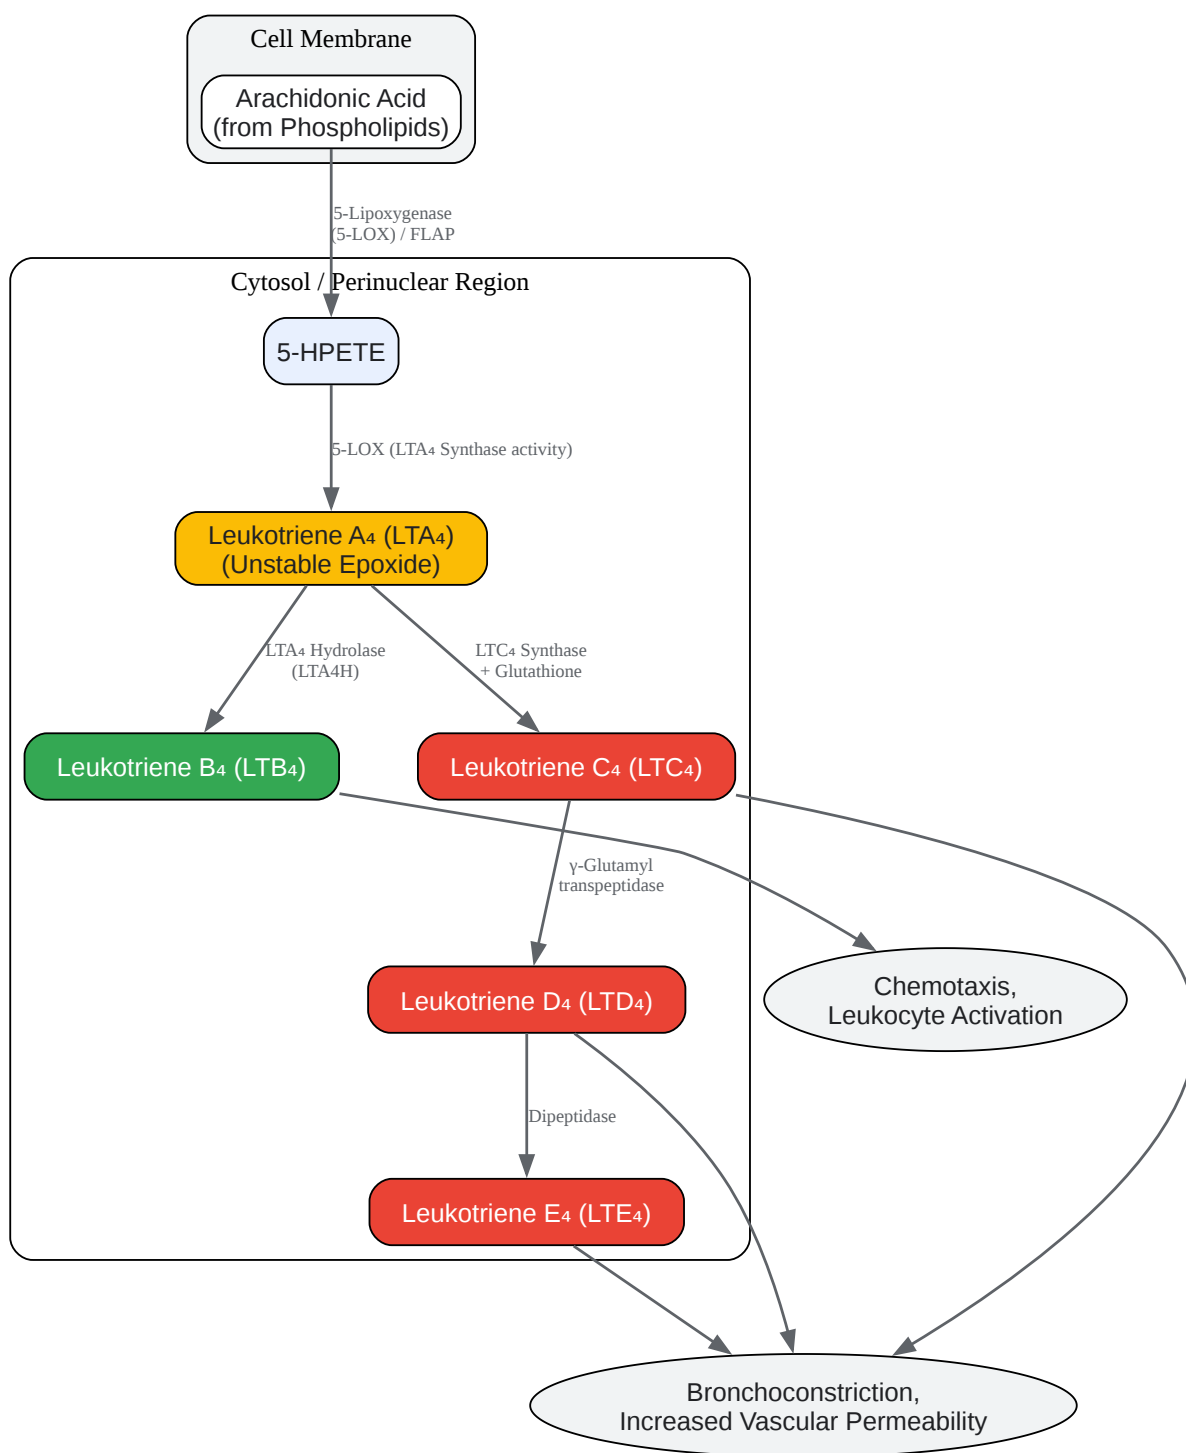 Cell Membrane
Arachidonic Acid
(from Phospholipids)
5-Lipoxygenase
(5-LOX) / FLAP
Cytosol / Perinuclear Region
5-HPETE
5-LOX (LTA₄ Synthase activity)
Leukotriene A₄ (LTA₄)
(Unstable Epoxide)
LTA₄ Hydrolase
(LTA4H)
LTC₄ Synthase
+ Glutathione
Leukotriene B₄ (LTB₄)
Leukotriene C₄ (LTC₄)
γ-Glutamyl
transpeptidase
Leukotriene D₄ (LTD₄)
Chemotaxis,
Leukocyte Activation
Dipeptidase
Leukotriene E₄ (LTE₄)
Bronchoconstriction,
Increased Vascular Permeability